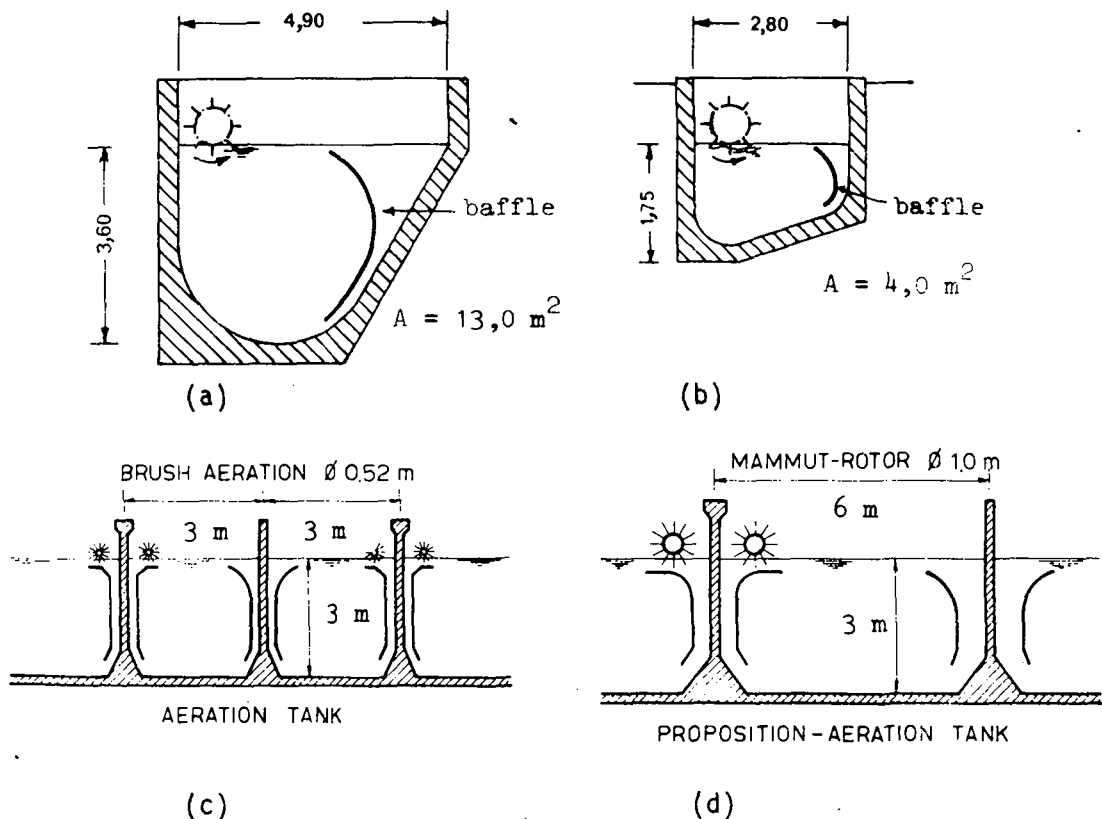 4,90
3,60
baffle
A = 13,0 m²
(a)
2,80
1,75
baffle
A = 4,0 m²
(b)
BRUSH AERATION Ø 0.52 m
3 m
3 m
3 m
AERATION TANK
(c)
MAMMUT-ROTOR Ø 1.0 m
6 m
3 m
PROPOSITION-AERATION TANK
(d)